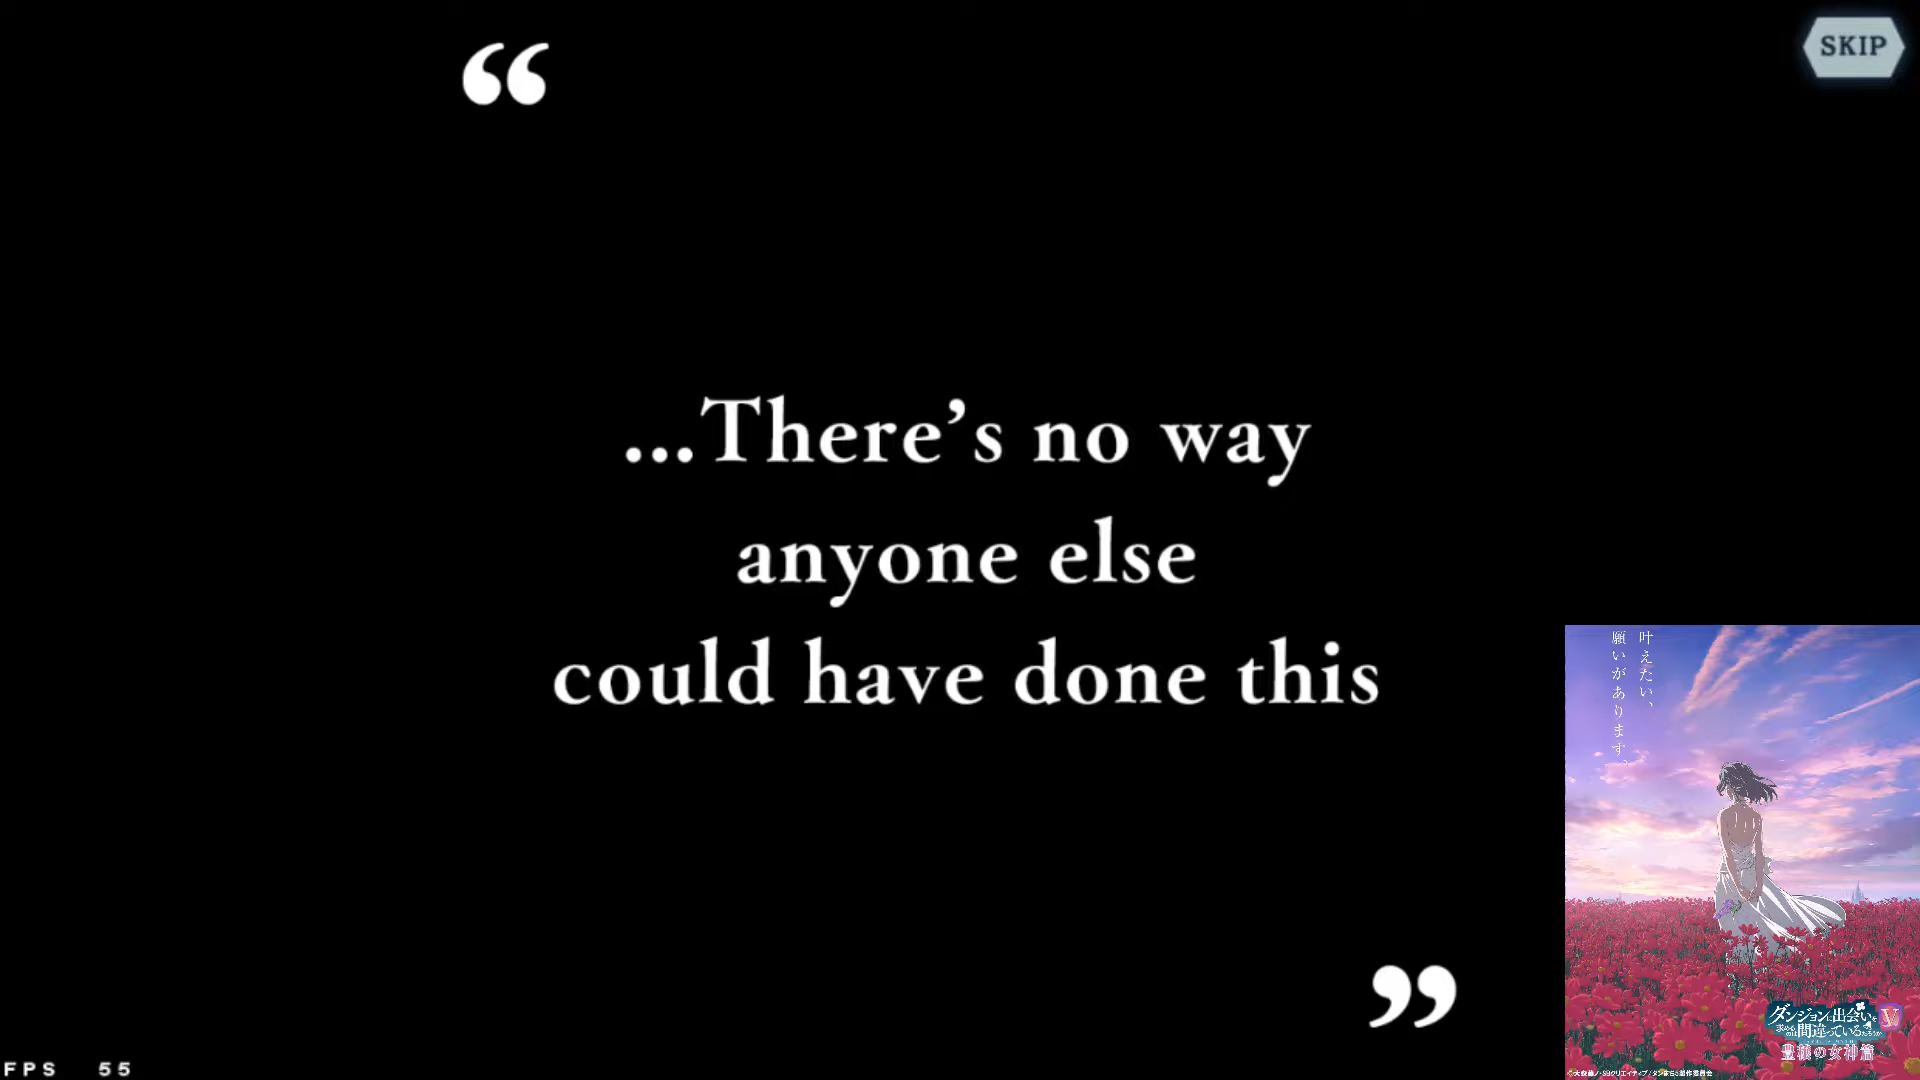 “
SKIP
...There’s no way
anyone else
could have done this
”
FPS 55
叶えたい、
願いがあります。
ダンジョンに出会いを
求めるのは間違っているだろうか
V
豊穣の女神篇